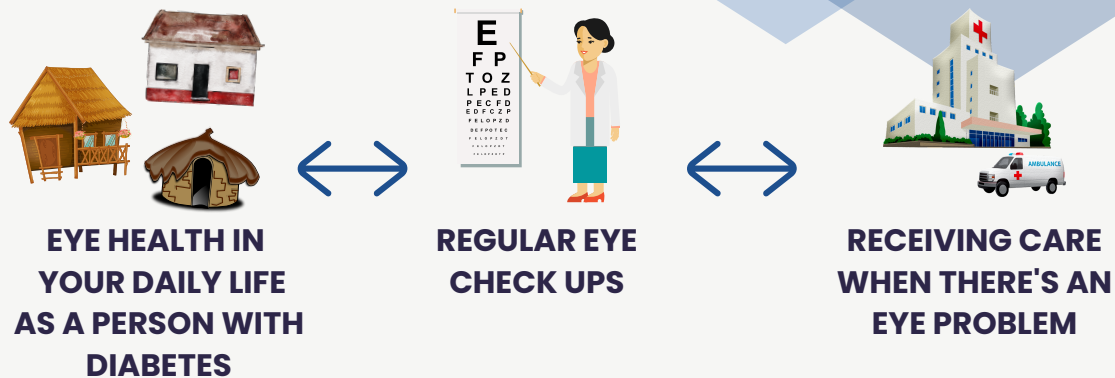 E
F P
T O Z
L P E D
P E C F D
E D F C Z P
F E L O P Z D
D E F P O T E C
AMBULANCE
EYE HEALTH IN
YOUR DAILY LIFE
AS A PERSON WITH
DIABETES
REGULAR EYE
CHECK UPS
RECEIVING CARE
WHEN THERE'S AN
EYE PROBLEM